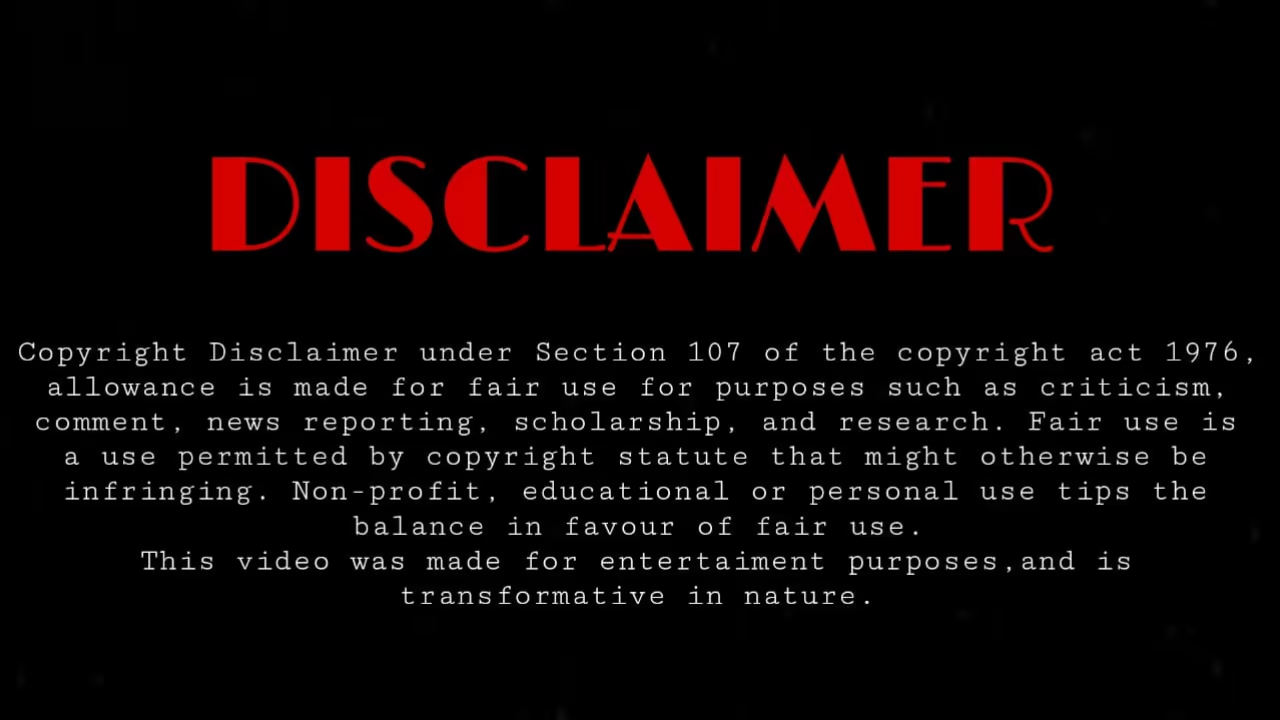 DISCLAIMER
Copyright Disclaimer under Section 107 of the copyright act 1976,
allowance is made for fair use for purposes such as criticism,
comment, news reporting, scholarship, and research. Fair use is
a use permitted by copyright statute that might otherwise be
infringing. Non-profit, educational or personal use tips the
balance in favour of fair use.
This video was made for entertaiment purposes,and is
transformative in nature.